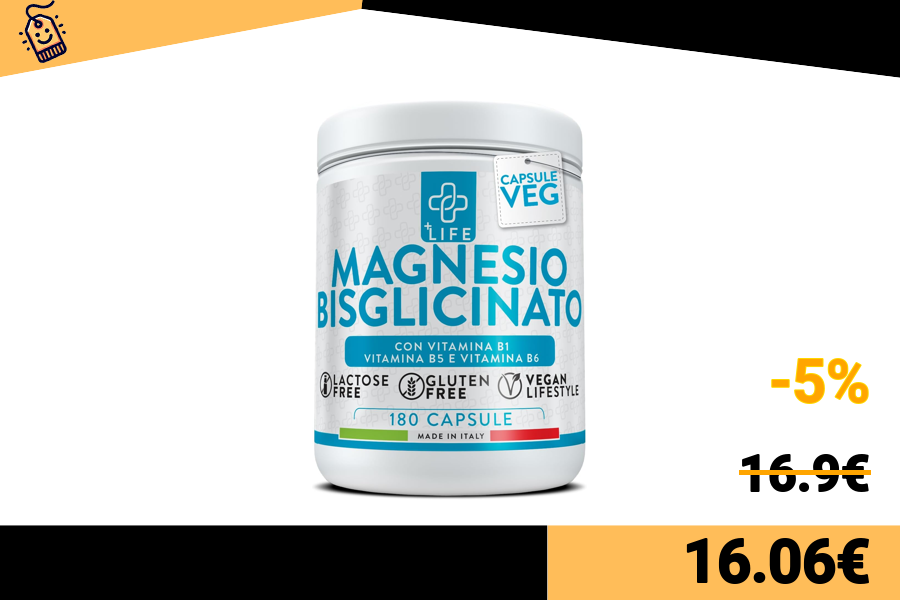 CAPSULE
VEG
+LIFE
MAGNESIO
BISGLICINATO
CON VITAMINA B1
VITAMINA B5 E VITAMINA B6
LACTOSE
FREE
GLUTEN
FREE
VEGAN
LIFESTYLE
180 CAPSULE
MADE IN ITALY
-5%
16.9€
16.06€